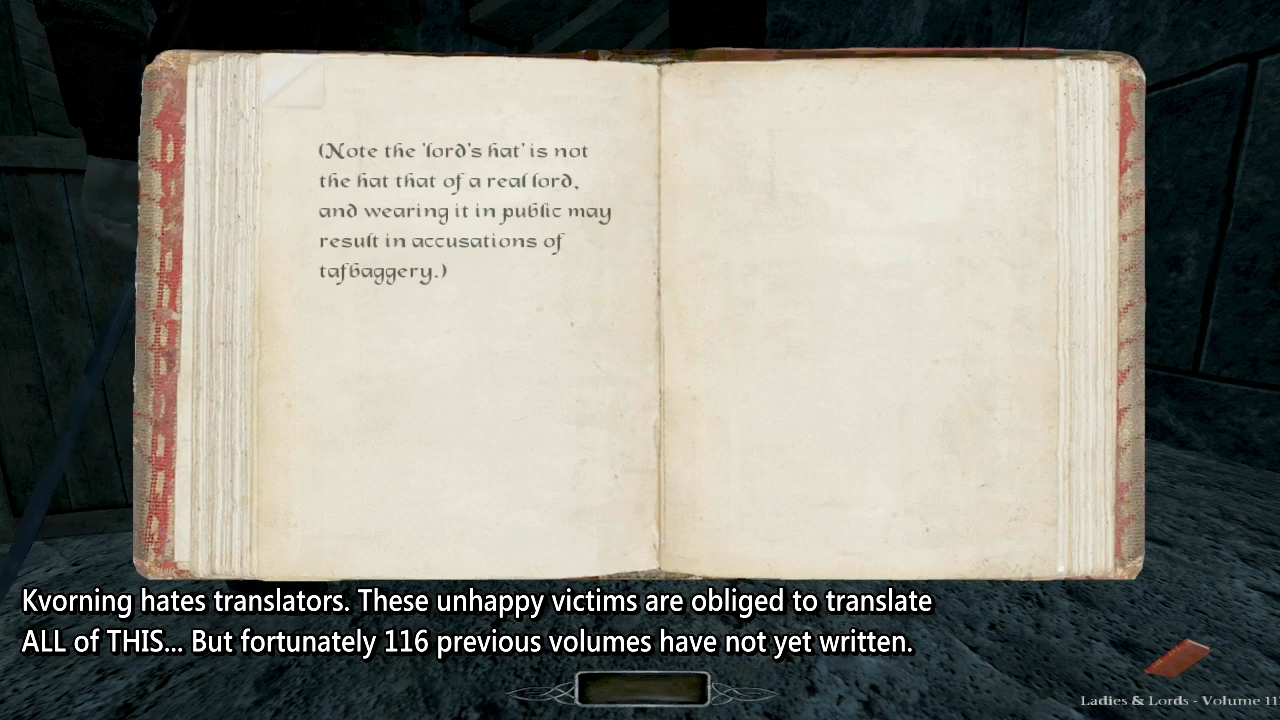 (Note the 'lord's hat' is not
the hat that of a real lord,
and wearing it in public may
result in accusations of
tafbaggery.)
Kvorning hates translators. These unhappy victims are obliged to translate
ALL of THIS... But fortunately 116 previous volumes have not yet written.
Ladies & Lords - Volume 11